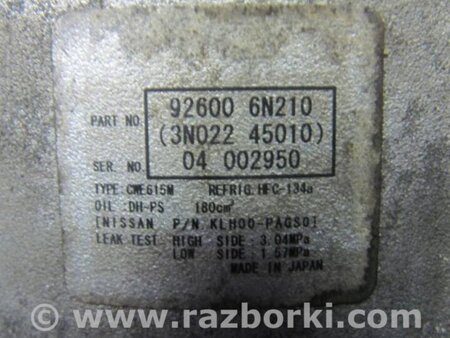 PART NO. 92600 6N210
(3N022 45010)
SER NO. 04 002950
TYPE:CWE615M REFRIG.HFC-134a
OIL :DH-PS 180cm³
[NISSAN P/N.KLH00-PAGS0]
LEAK TEST HIGH SIDE:3.04MPa
LOW SIDE:1.57MPa
MADE IN JAPAN
www.razborki.com